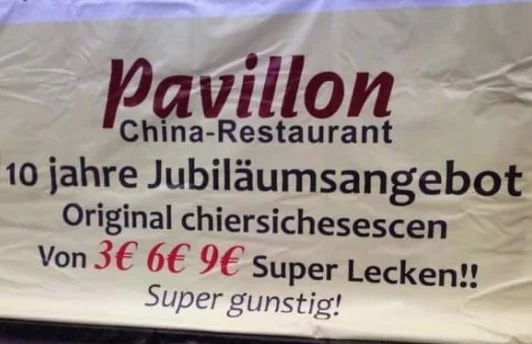 Pavillon
China-Restaurant
10 jahre Jubiläumsangebot
Original chiersichesescen
Von 3€ 6€ 9€ Super Lecken!!
Super gunstig!